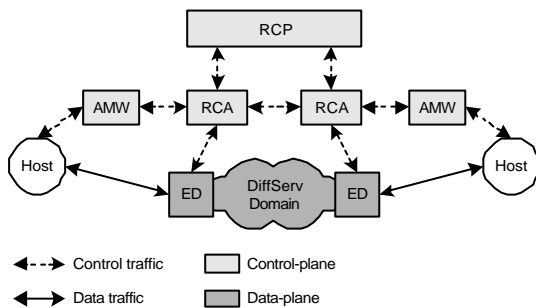 RCP
AMW
RCA
RCA
AMW
Host
Host
ED
DiffServ
Domain
ED
Control traffic
Control-plane
Data traffic
Data-plane